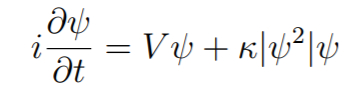 i ∂ψ/∂t = Vψ + κ|ψ²|ψ